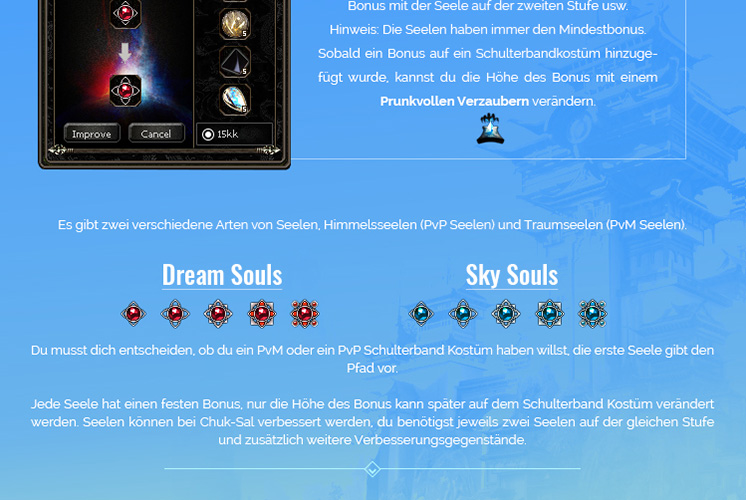 Bonus mit der Seele auf der zweiten Stufe usw.
Hinweis: Die Seelen haben immer den Mindestbonus.
Sobald ein Bonus auf ein Schulterbandkostüm hinzuge-
fügt wurde, kannst du die Höhe des Bonus mit einem
Prunkvollen Verzaubern verändern.
5
5
5
Improve
Cancel
15kk
Es gibt zwei verschiedene Arten von Seelen, Himmelsseelen (PvP Seelen) und Traumseelen (PvM Seelen).
Dream Souls
Sky Souls
Du musst dich entscheiden, ob du ein PvM oder ein PvP Schulterband Kostüm haben willst, die erste Seele gibt den
Pfad vor.
Jede Seele hat einen festen Bonus, nur die Höhe des Bonus kann später auf dem Schulterband Kostüm verändert
werden. Seelen können bei Chuk-Sal verbessert werden, du benötigst jeweils zwei Seelen auf der gleichen Stufe
und zusätzlich weitere Verbesserungsgegenstände.